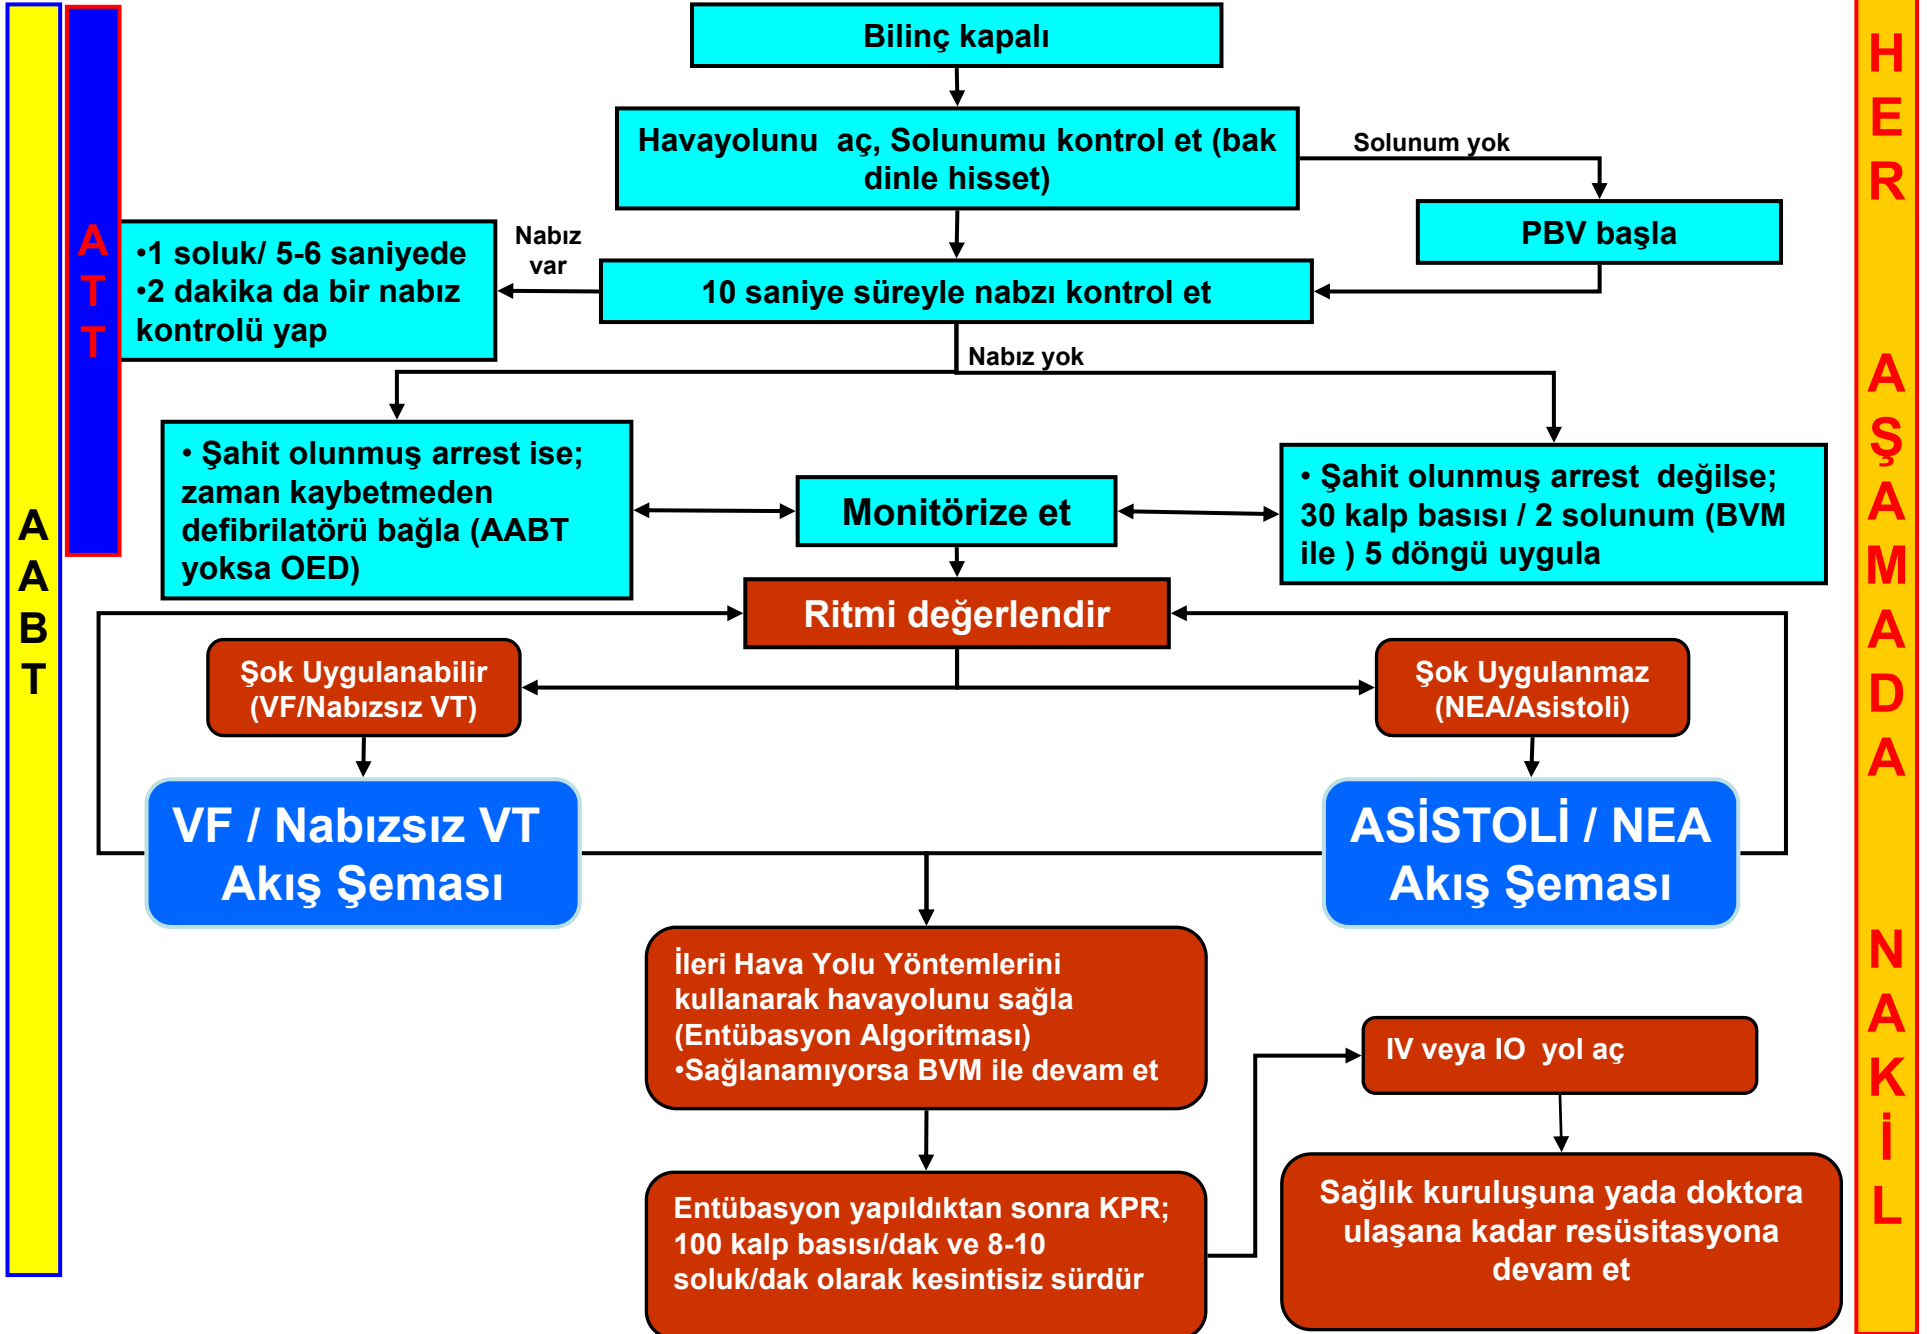 Bilinç kapalı
Havayolunu  aç, Solunumu kontrol et (bak
dinle hisset)
Solunum yok
PBV başla
10 saniye süreyle nabzı kontrol et
Nabız
var
•1 soluk/ 5-6 saniyede
•2 dakika da bir nabız
kontrolü yap
Nabız yok
• Şahit olunmuş arrest ise;
zaman kaybetmeden
defibrilatörü bağla (AABT
yoksa OED)
Monitörize et
• Şahit olunmuş arrest  değilse;
30 kalp basısı / 2 solunum (BVM
ile ) 5 döngü uygula
Ritmi değerlendir
Şok Uygulanabilir
(VF/Nabızsız VT)
Şok Uygulanmaz
(NEA/Asistoli)
VF / Nabızsız VT
Akış Şeması
ASİSTOLİ / NEA
Akış Şeması
İleri Hava Yolu Yöntemlerini
kullanarak havayolunu sağla
(Entübasyon Algoritması)
•Sağlanamıyorsa BVM ile devam et
Entübasyon yapıldıktan sonra KPR;
100 kalp basısı/dak ve 8-10
soluk/dak olarak kesintisiz sürdür
IV veya IO  yol aç
Sağlık kuruluşuna yada doktora
ulaşana kadar resüsitasyona
devam et
AABT
ATT
HER AŞAMADA NAKİL